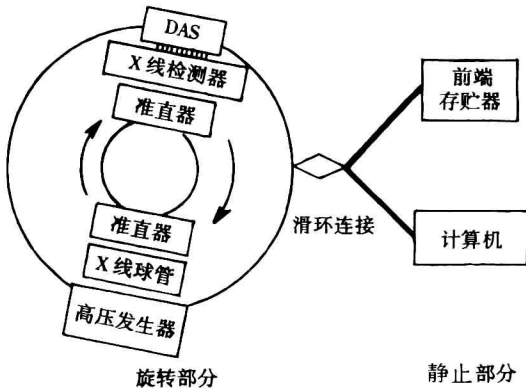 DAS
X 线检测器
准直器
准直器
X 线球管
高压发生器
旋转部分
滑环连接
前端
存贮器
计算机
静止部分